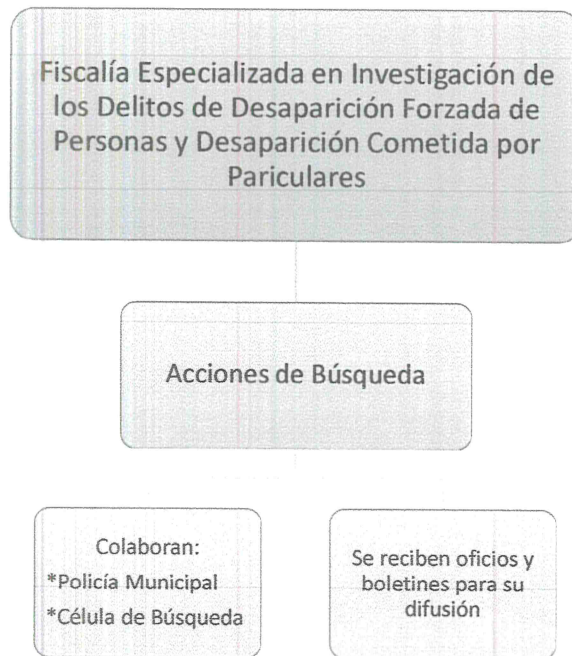 Fiscalía Especializada en Investigación de
los Delitos de Desaparición Forzada de
Personas y Desaparición Cometida por
Pariculares
Acciones de Búsqueda
Colaboran:
*Policía Municipal
*Célula de Búsqueda
Se reciben oficios y
boletines para su
difusión